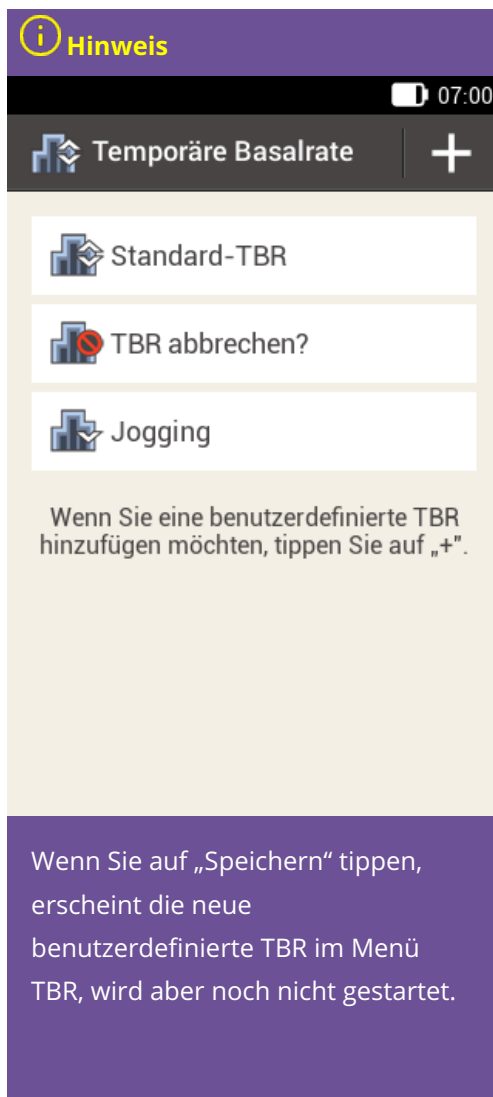 Hinweis
07:00
Temporäre Basalrate
Standard-TBR
TBR abbrechen?
Jogging
Wenn Sie eine benutzerdefinierte TBR
hinzufügen möchten, tippen Sie auf „+".
Wenn Sie auf „Speichern“ tippen,
erscheint die neue
benutzerdefinierte TBR im Menü
TBR, wird aber noch nicht gestartet.